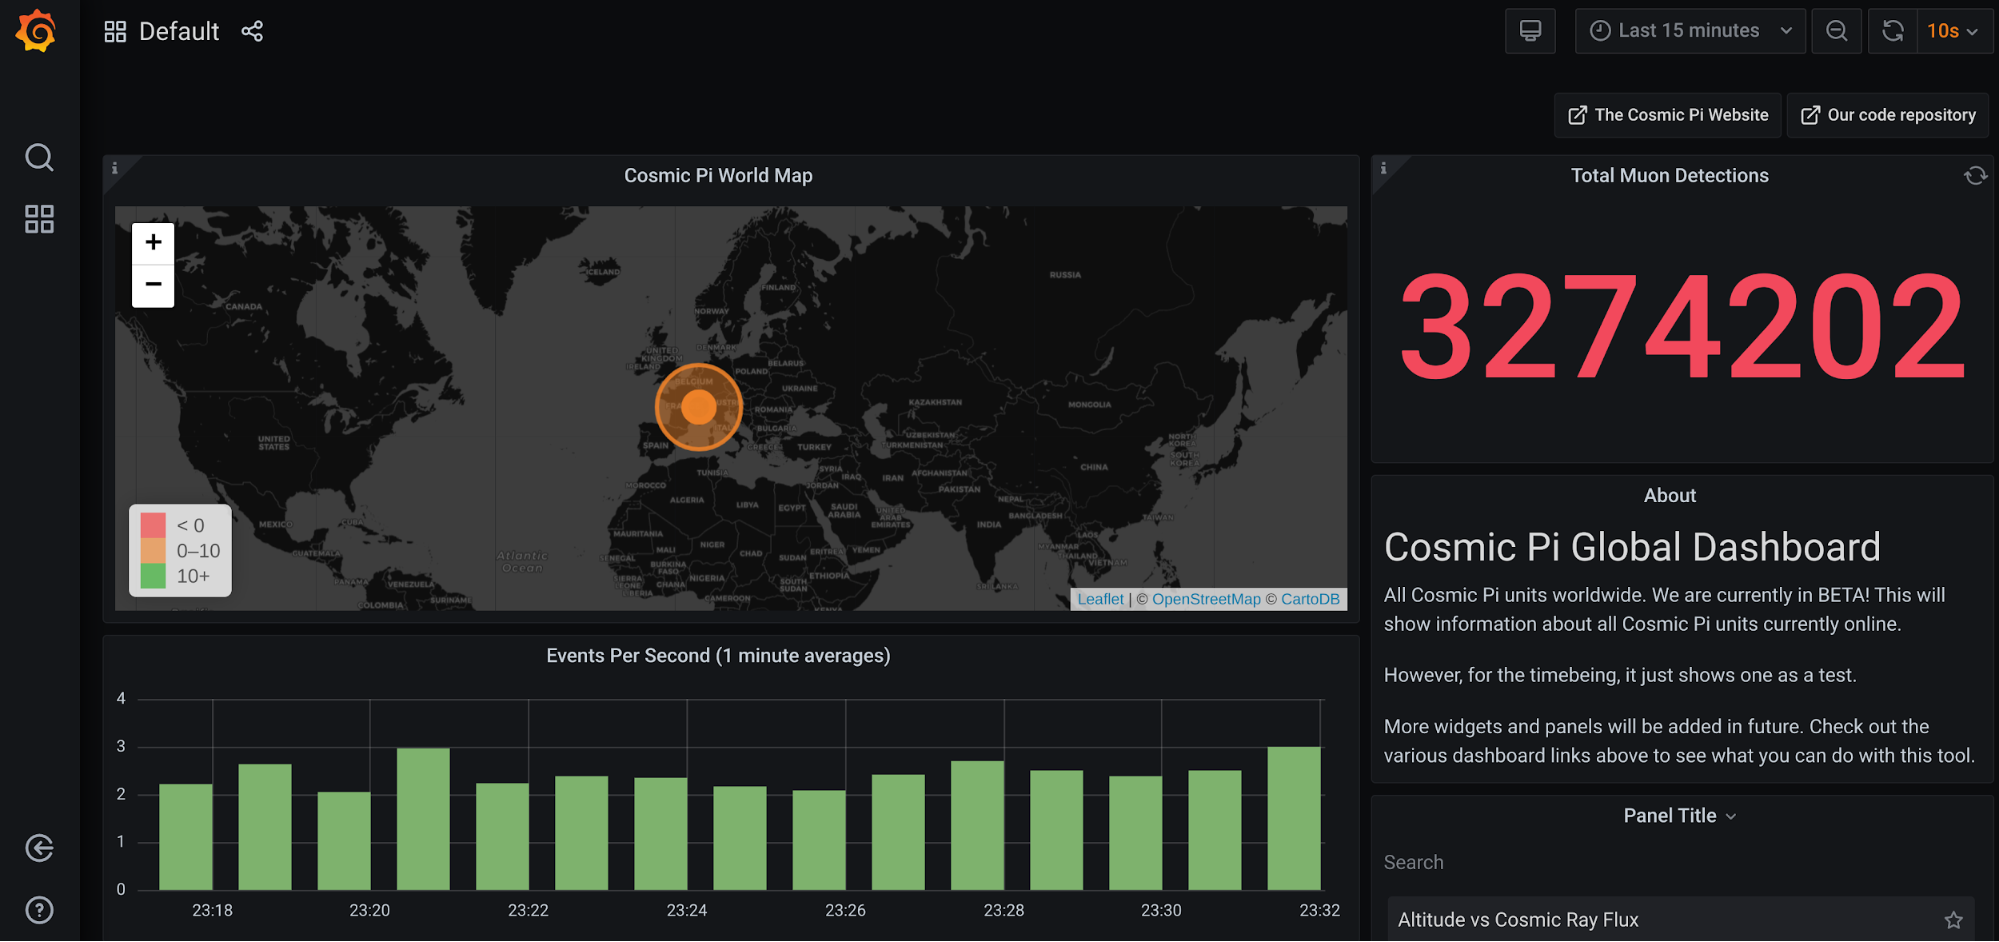 Default
Last 15 minutes
10s
The Cosmic Pi Website
Our code repository
Cosmic Pi World Map
+
−
CANADA
UNITED
STATES
MEXICO
CUBA
GUATEMALA
PANAMA
VENEZUELA
COLOMBIA
SURINAME
Atlantic
Ocean
ICELAND
NORWAY
FINLAND
RUSSIA
UNITED
KINGDOM
IRELAND
DENMARK
BELARUS
POLAND
BELGIUM
UKRAINE
ROMANIA
BULGARIA
SPAIN
GREECE
TURKEY
KAZAKHSTAN
MONGOLIA
UZBEKISTAN
TURKMENISTAN
NORTH
KOREA
SOUTH
KOREA
CHINA
TUNISIA
SYRIA
IRAQ
IRAN
AFGHANISTAN
JORDAN
PAKISTAN
MOROCCO
ALGERIA
LIBYA
EGYPT
SAUDI
ARABIA
UNITED
ARAB
EMIRATES
NEPAL
BANGLADESH
INDIA
TAIWAN
MAURITANIA
MALI
NIGER
CHAD
SUDAN
ERITREA
YEMEN
MYANMAR
LAOS
THAILAND
VIETNAM
SENEGAL
BURKINA
FASO
NIGERIA
SIERRA
LEONE
GHANA
LIBERIA
CAMEROON
SOUTH
SUDAN
ETHIOPIA
KENYA
SRI LANKA
< 0
0–10
10+
Leaflet | © OpenStreetMap © CartoDB
Total Muon Detections
3274202
About
Cosmic Pi Global Dashboard
All Cosmic Pi units worldwide. We are currently in BETA! This will
show information about all Cosmic Pi units currently online.
However, for the timebeing, it just shows one as a test.
More widgets and panels will be added in future. Check out the
various dashboard links above to see what you can do with this tool.
Events Per Second (1 minute averages)
4
3
2
1
0
23:18
23:20
23:22
23:24
23:26
23:28
23:30
23:32
Panel Title
Search
Altitude vs Cosmic Ray Flux